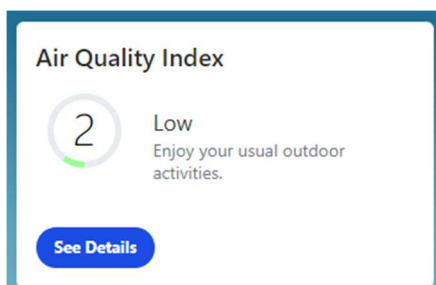 Air Quality Index
2
Low
Enjoy your usual outdoor
activities.
See Details